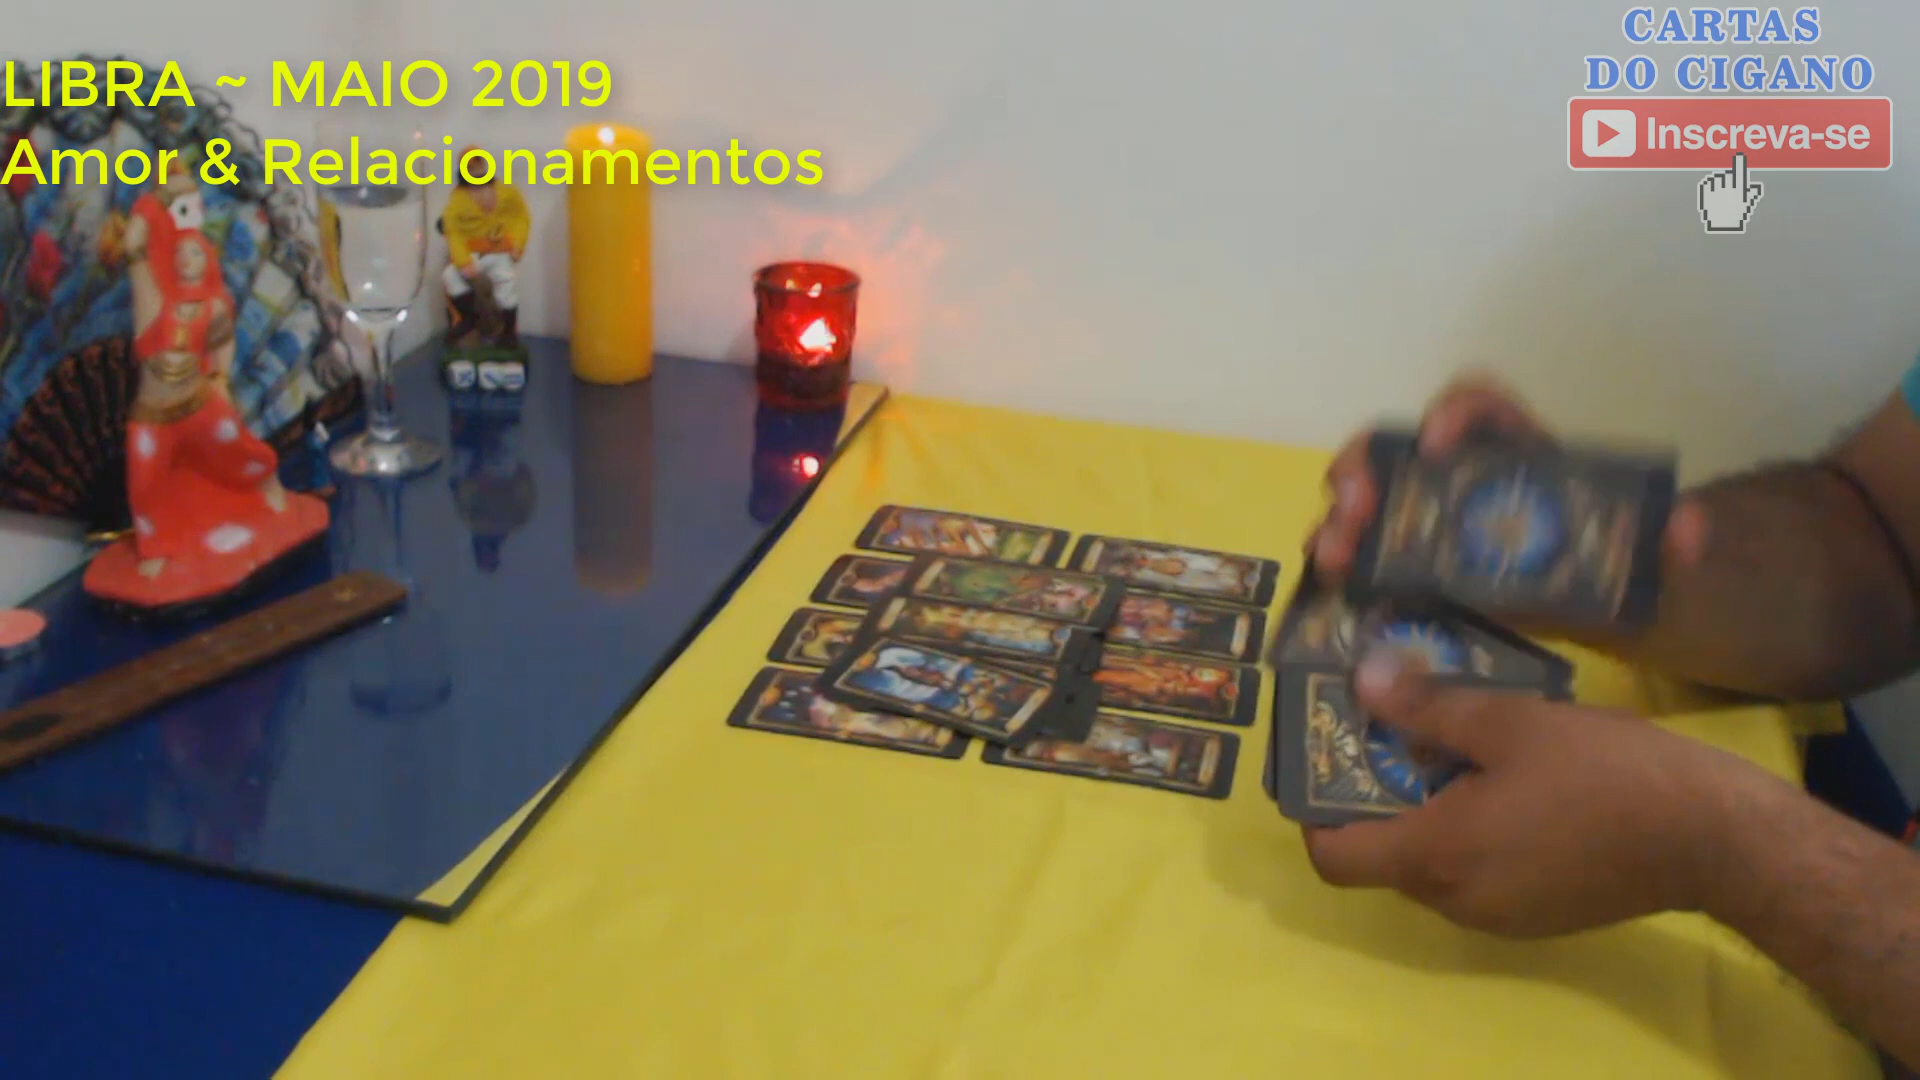 LIBRA ~ MAIO 2019
Amor & Relacionamentos
CARTAS
DO CIGANO
Inscreva-se